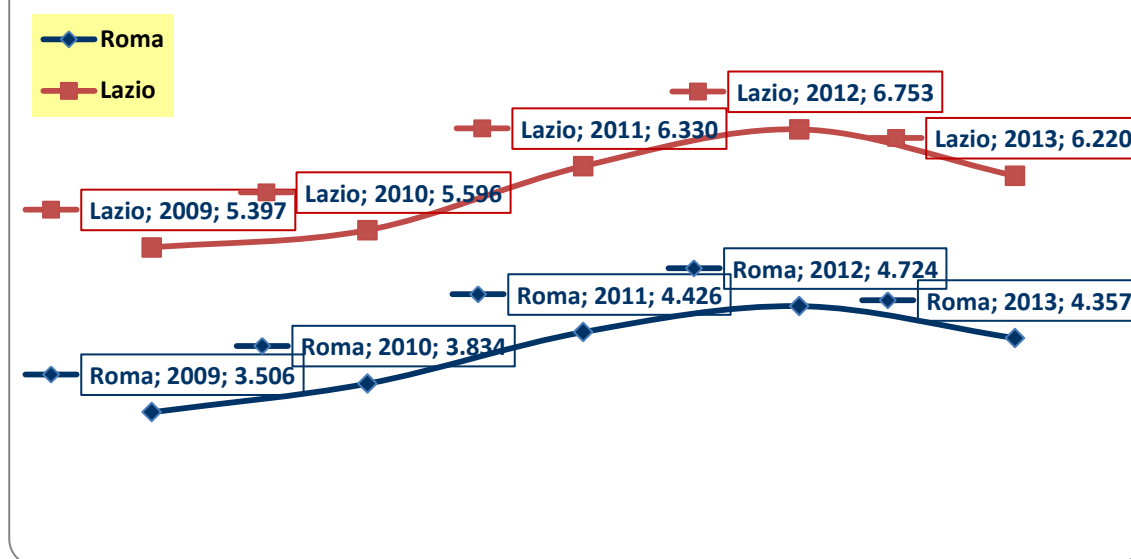 Roma
Lazio
Lazio; 2012; 6.753
Lazio; 2011; 6.330
Lazio; 2013; 6.220
Lazio; 2010; 5.596
Lazio; 2009; 5.397
Roma; 2012; 4.724
Roma; 2011; 4.426
Roma; 2013; 4.357
Roma; 2010; 3.834
Roma; 2009; 3.506